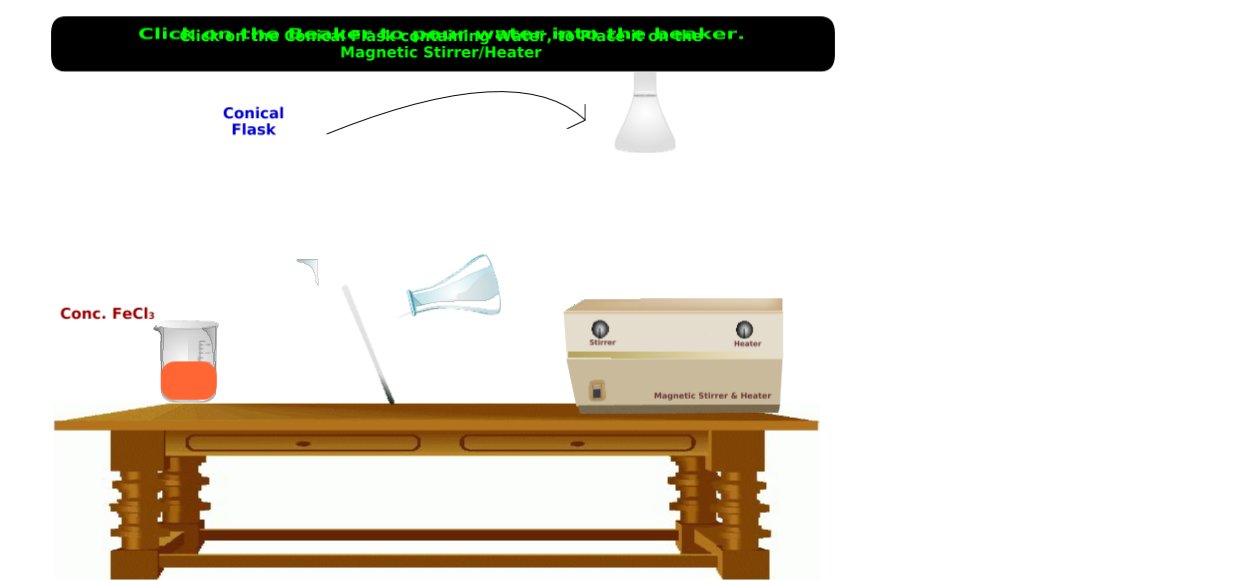 Click on the Beaker to pour water into the beaker.
Click on the Conical Flask containing Water, to Place it on the
Magnetic Stirrer/Heater
Conical
Flask
Conc. FeCl₃
Stirrer
Heater
Magnetic Stirrer & Heater